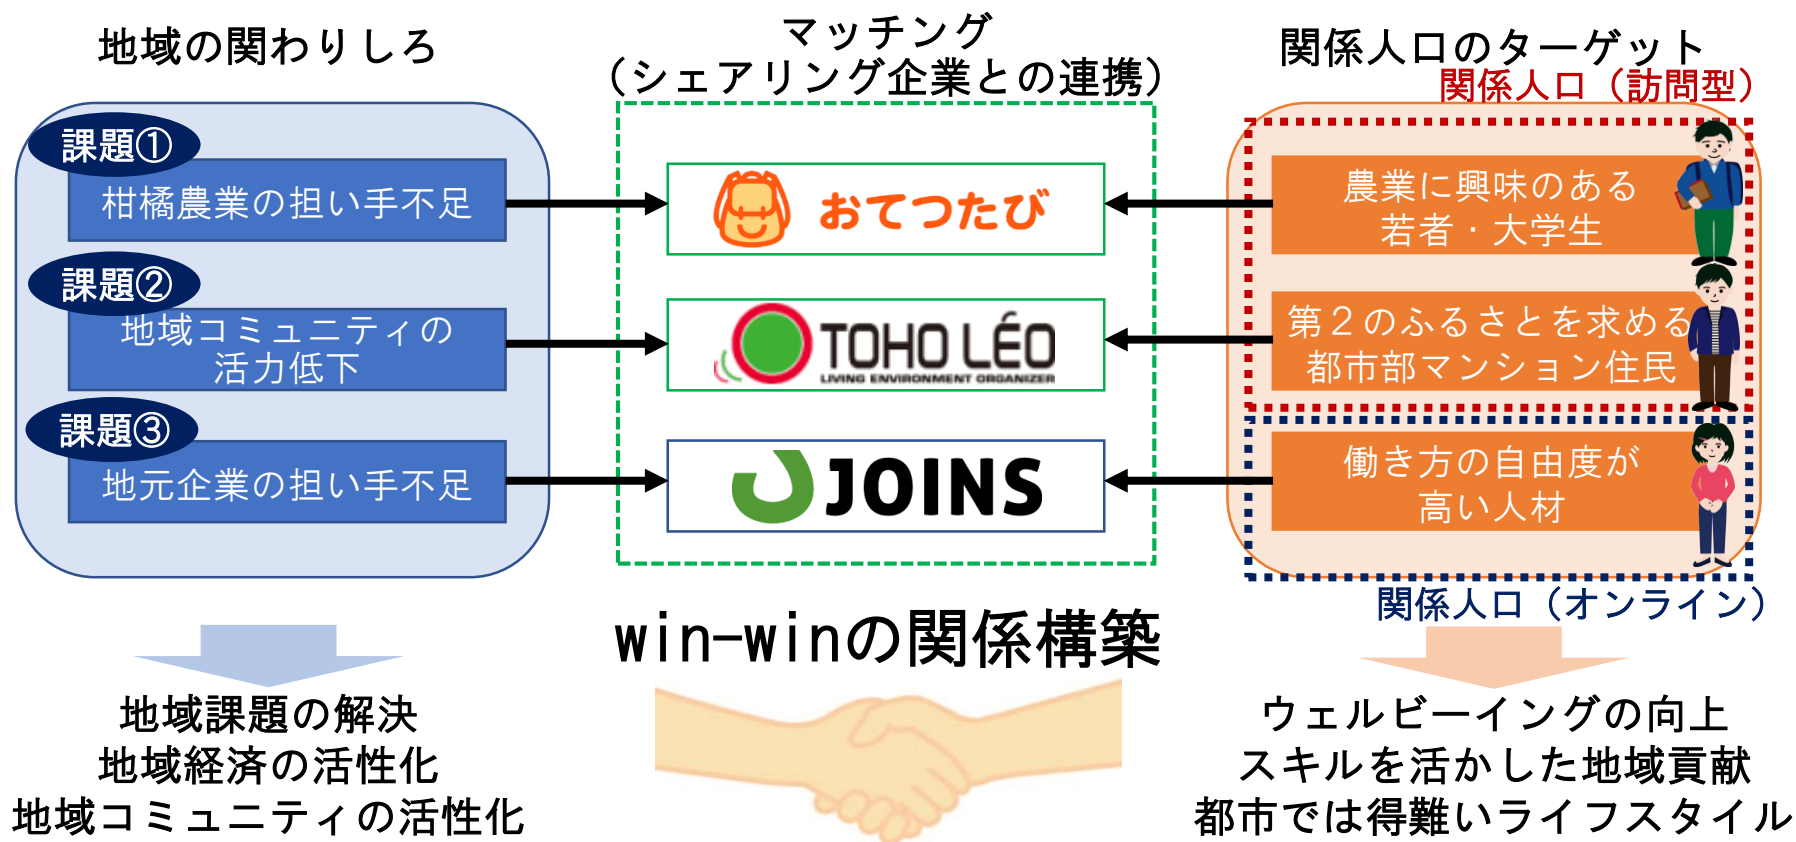 地域の関わりしろ
課題①
柑橘農業の担い手不足
課題②
地域コミュニティの
活力低下
課題③
地元企業の担い手不足
地域課題の解決
地域経済の活性化
地域コミュニティの活性化
マッチング
（シェアリング企業との連携）
おてつたび
TOHO LÉO
LIVING ENVIRONMENT ORGANIZER
JOINS
win-winの関係構築
関係人口のターゲット
関係人口（訪問型）
農業に興味のある
若者・大学生
第２のふるさとを求める
都市部マンション住民
働き方の自由度が
高い人材
関係人口（オンライン）
ウェルビーイングの向上
スキルを活かした地域貢献
都市では得難いライフスタイル